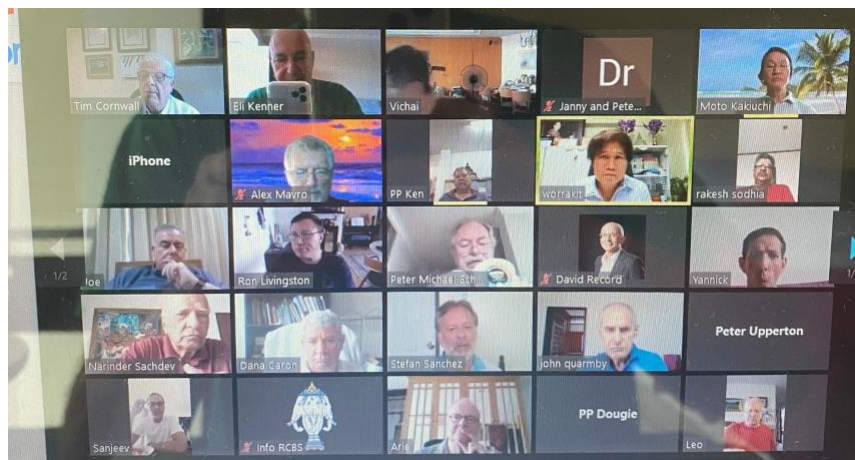 Tim Cornwall
Eli Kenner
Vichai
Dr
Janny and Pete...
Moto Kakiuchi
iPhone
Alex Mavro
PP Ken
worrakit
rakesh sodhia
1/2
Joe
Ron Livingston
Peter Michael
David Record
Yannick
Narinder Sachdev
Dana Caron
Stefan Sanchez
john quarmby
Peter Upperton
Sanjeev
Info RCBS
Arie
PP Dougie
Leo